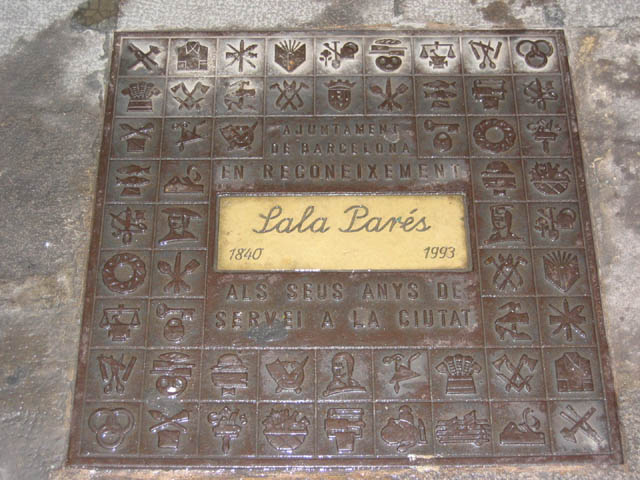 AJUNTAMENT
DE BARCELONA
EN RECONEIXEMENT
Sala Parés
1840 1993
ALS SEUS ANYS DE
SERVEI A LA CIUTAT